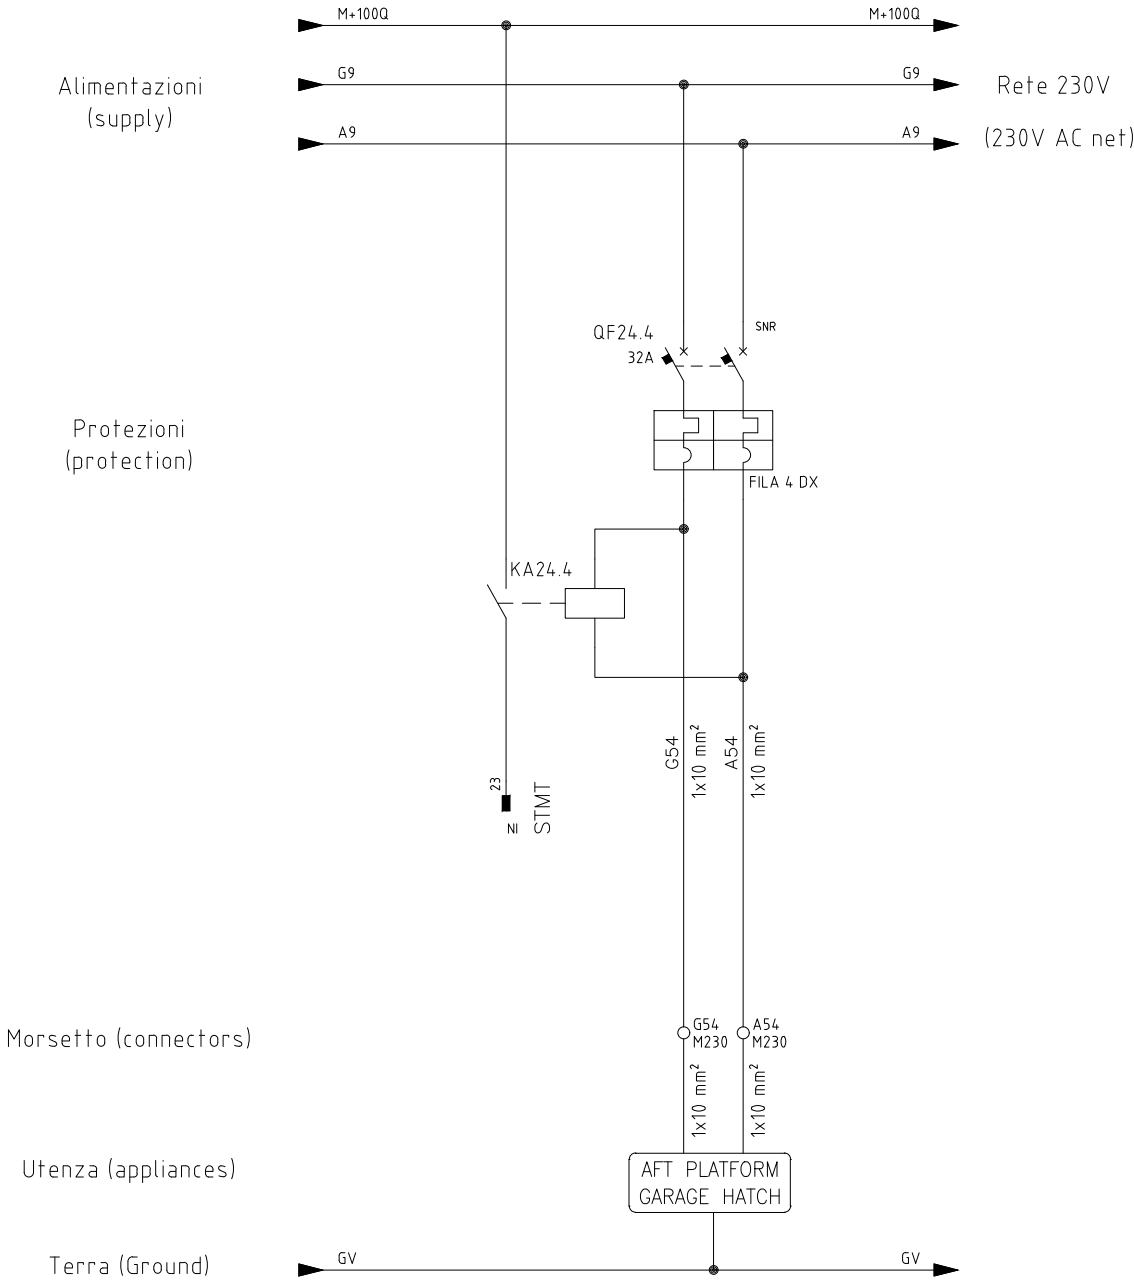 M+100Q
M+100Q
G9
G9
Alimentazioni
(supply)
Rete 230V
A9
A9
(230V AC net)
QF24.4
SNR
32A
Protezioni
(protection)
FILA 4 DX
KA24.4
G54
1x10 mm²
A54
1x10 mm²
23
STMT
NI
Morsetto (connectors)
G54
M230
A54
M230
1x10 mm²
1x10 mm²
Utenza (appliances)
AFT PLATFORM
GARAGE HATCH
Terra (Ground)
GV
GV